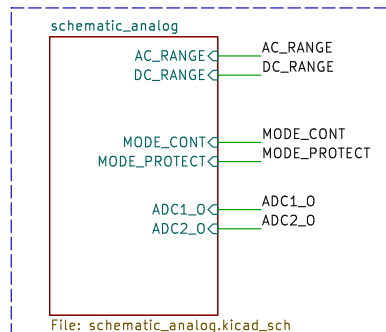 schematic_analog
AC_RANGE AC_RANGE
DC_RANGE DC_RANGE
MODE_CONT MODE_CONT
MODE_PROTECT MODE_PROTECT
ADC1_O ADC1_O
ADC2_O ADC2_O
File: schematic_analog.kicad_sch